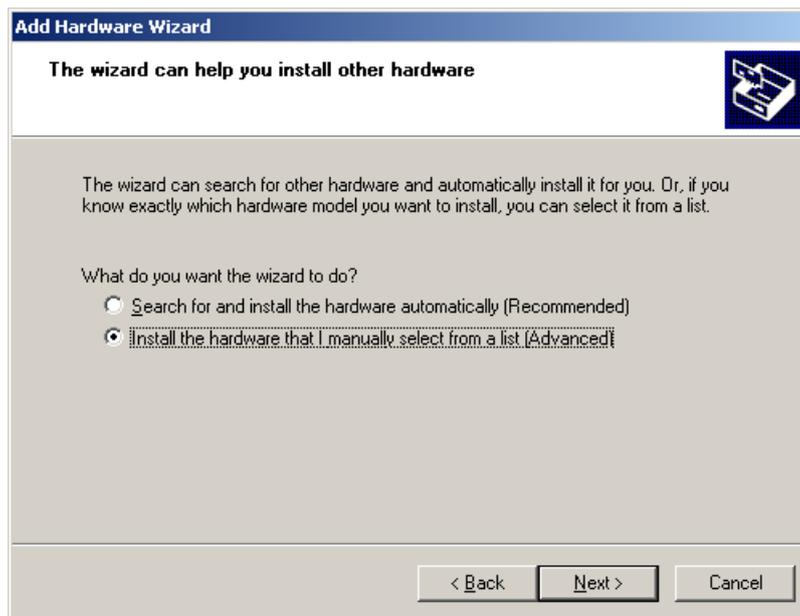 Add Hardware Wizard
The wizard can help you install other hardware
The wizard can search for other hardware and automatically install it for you. Or, if you
know exactly which hardware model you want to install, you can select it from a list.
What do you want the wizard to do?
Search for and install the hardware automatically (Recommended)
Install the hardware that I manually select from a list (Advanced)
< Back Next > Cancel